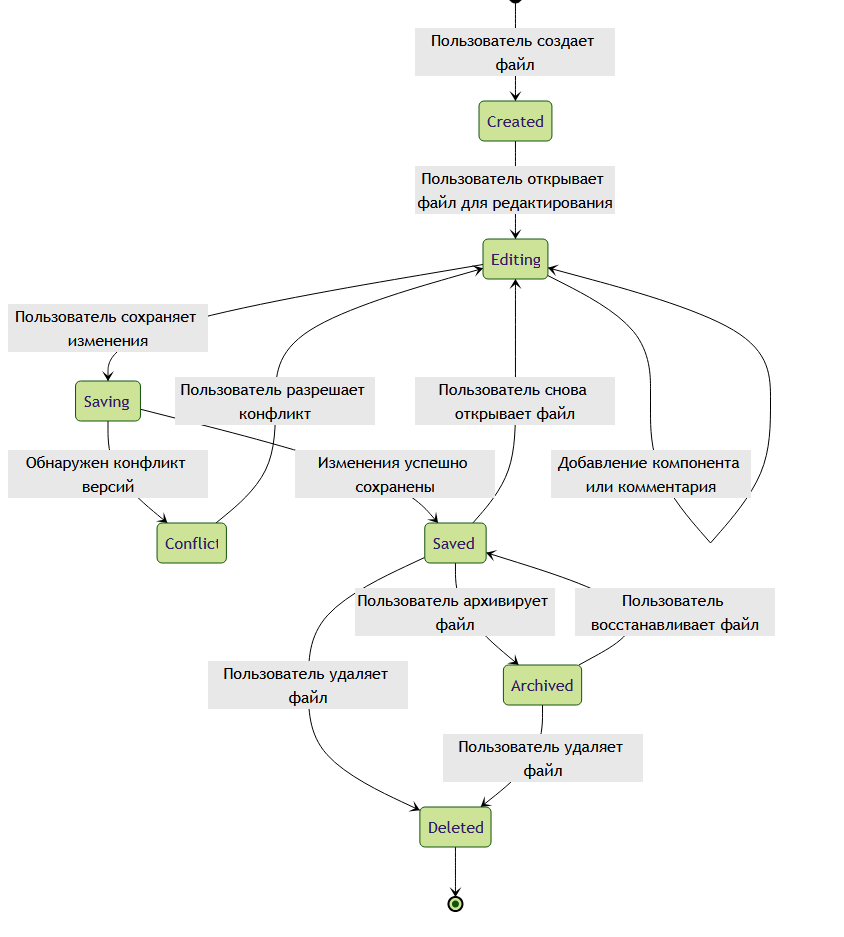 Пользователь создает
файл
Created
Пользователь открывает
файл для редактирования
Editing
Пользователь сохраняет
изменения
Saving
Пользователь разрешает
конфликт
Пользователь снова
открывает файл
Обнаружен конфликт
версий
Изменения успешно
сохранены
Добавление компонента
или комментария
Conflict
Saved
Пользователь архивирует
файл
Пользователь
восстанавливает файл
Пользователь удаляет
файл
Archived
Пользователь удаляет
файл
Deleted